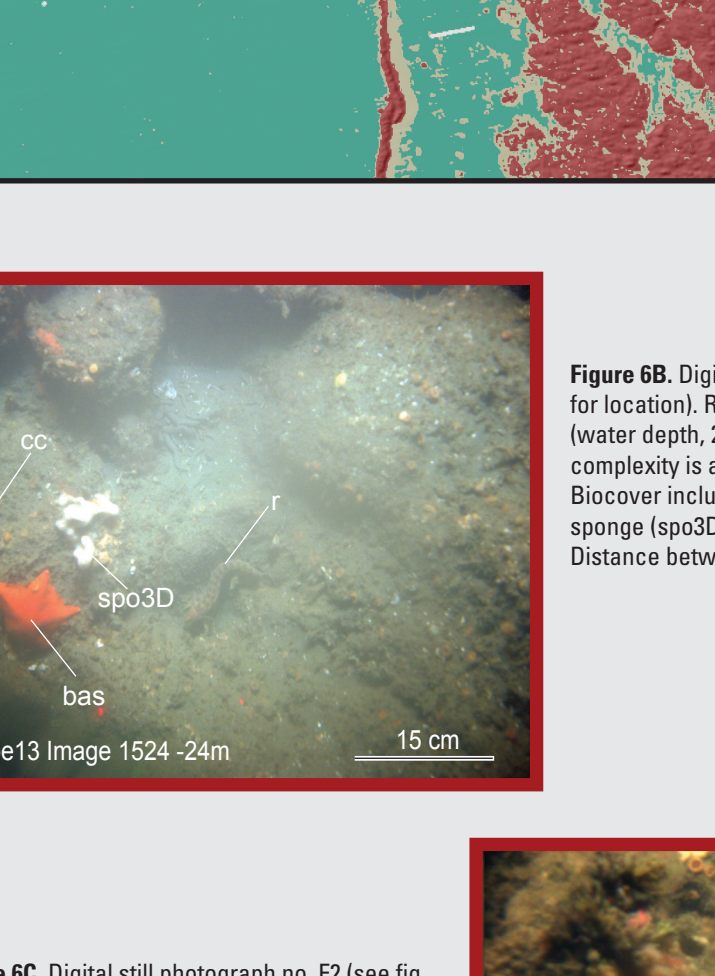 cc
r
spo3D
bas
e13 Image 1524 -24m
15 cm
Figure 6B. Digi
for location). R
(water depth, 2
complexity is a
Biocover inclu
sponge (spo3D
Distance betw
6C. Digital still photograph no. F2 (see fig